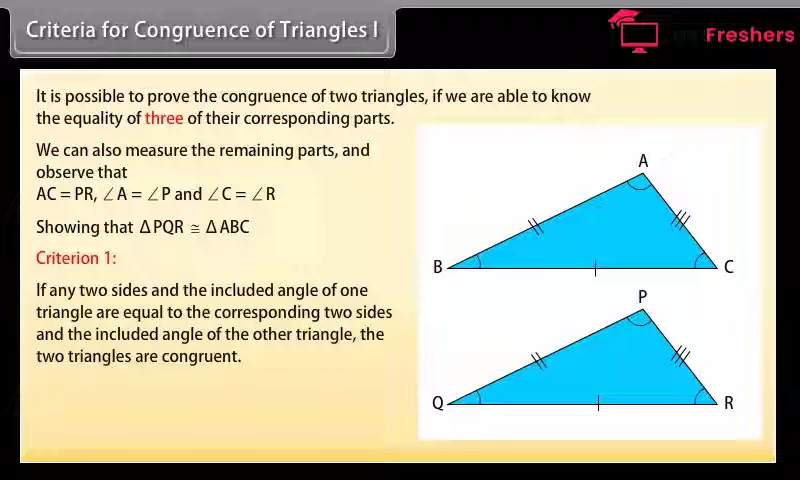 Criteria for Congruence of Triangles I
Freshers
It is possible to prove the congruence of two triangles, if we are able to know
the equality of three of their corresponding parts.
We can also measure the remaining parts, and
observe that
AC = PR, ∠A = ∠P and ∠C = ∠R
Showing that ΔPQR ≅ ΔABC
Criterion 1:
If any two sides and the included angle of one
triangle are equal to the corresponding two sides
and the included angle of the other triangle, the
two triangles are congruent.
A
B
C
P
Q
R